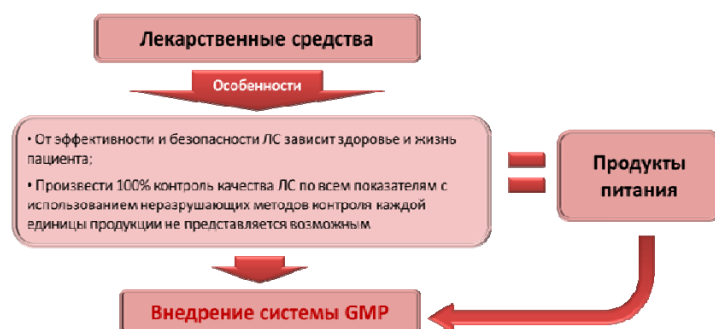 Лекарственные средства
Особенности
• От эффективности и безопасности ЛС зависит здоровье и жизнь
пациента;
• Произвести 100% контроль качества ЛС по всем показателям с
использованием неразрушающих методов контроля каждой
единицы продукции не представляется возможным
=
Продукты
питания
Внедрение системы GMP